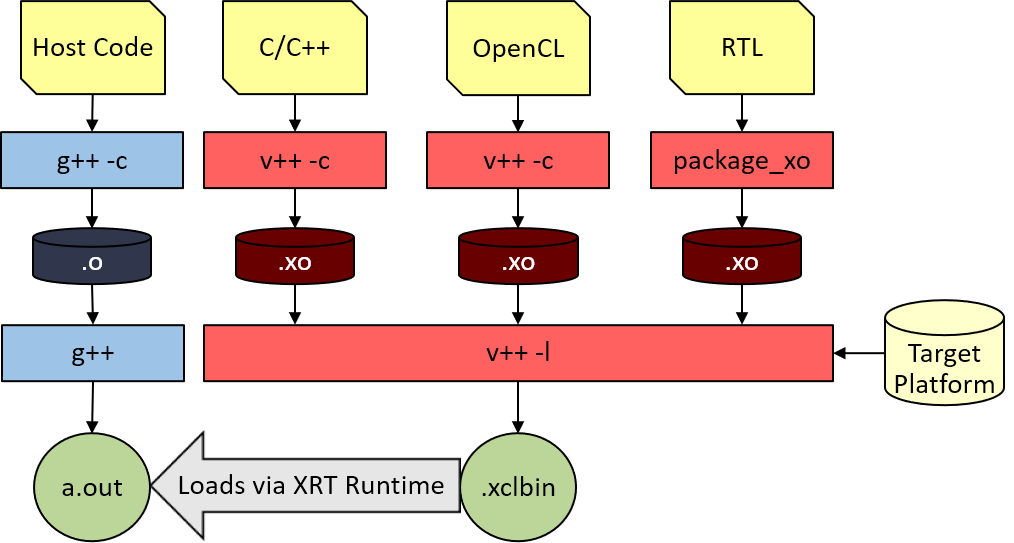 Host Code
C/C++
OpenCL
RTL
g++ -c
v++ -c
v++ -c
package_xo
.O
.XO
.XO
.XO
g++
v++ -l
Target
Platform
a.out
Loads via XRT Runtime
.xclbin